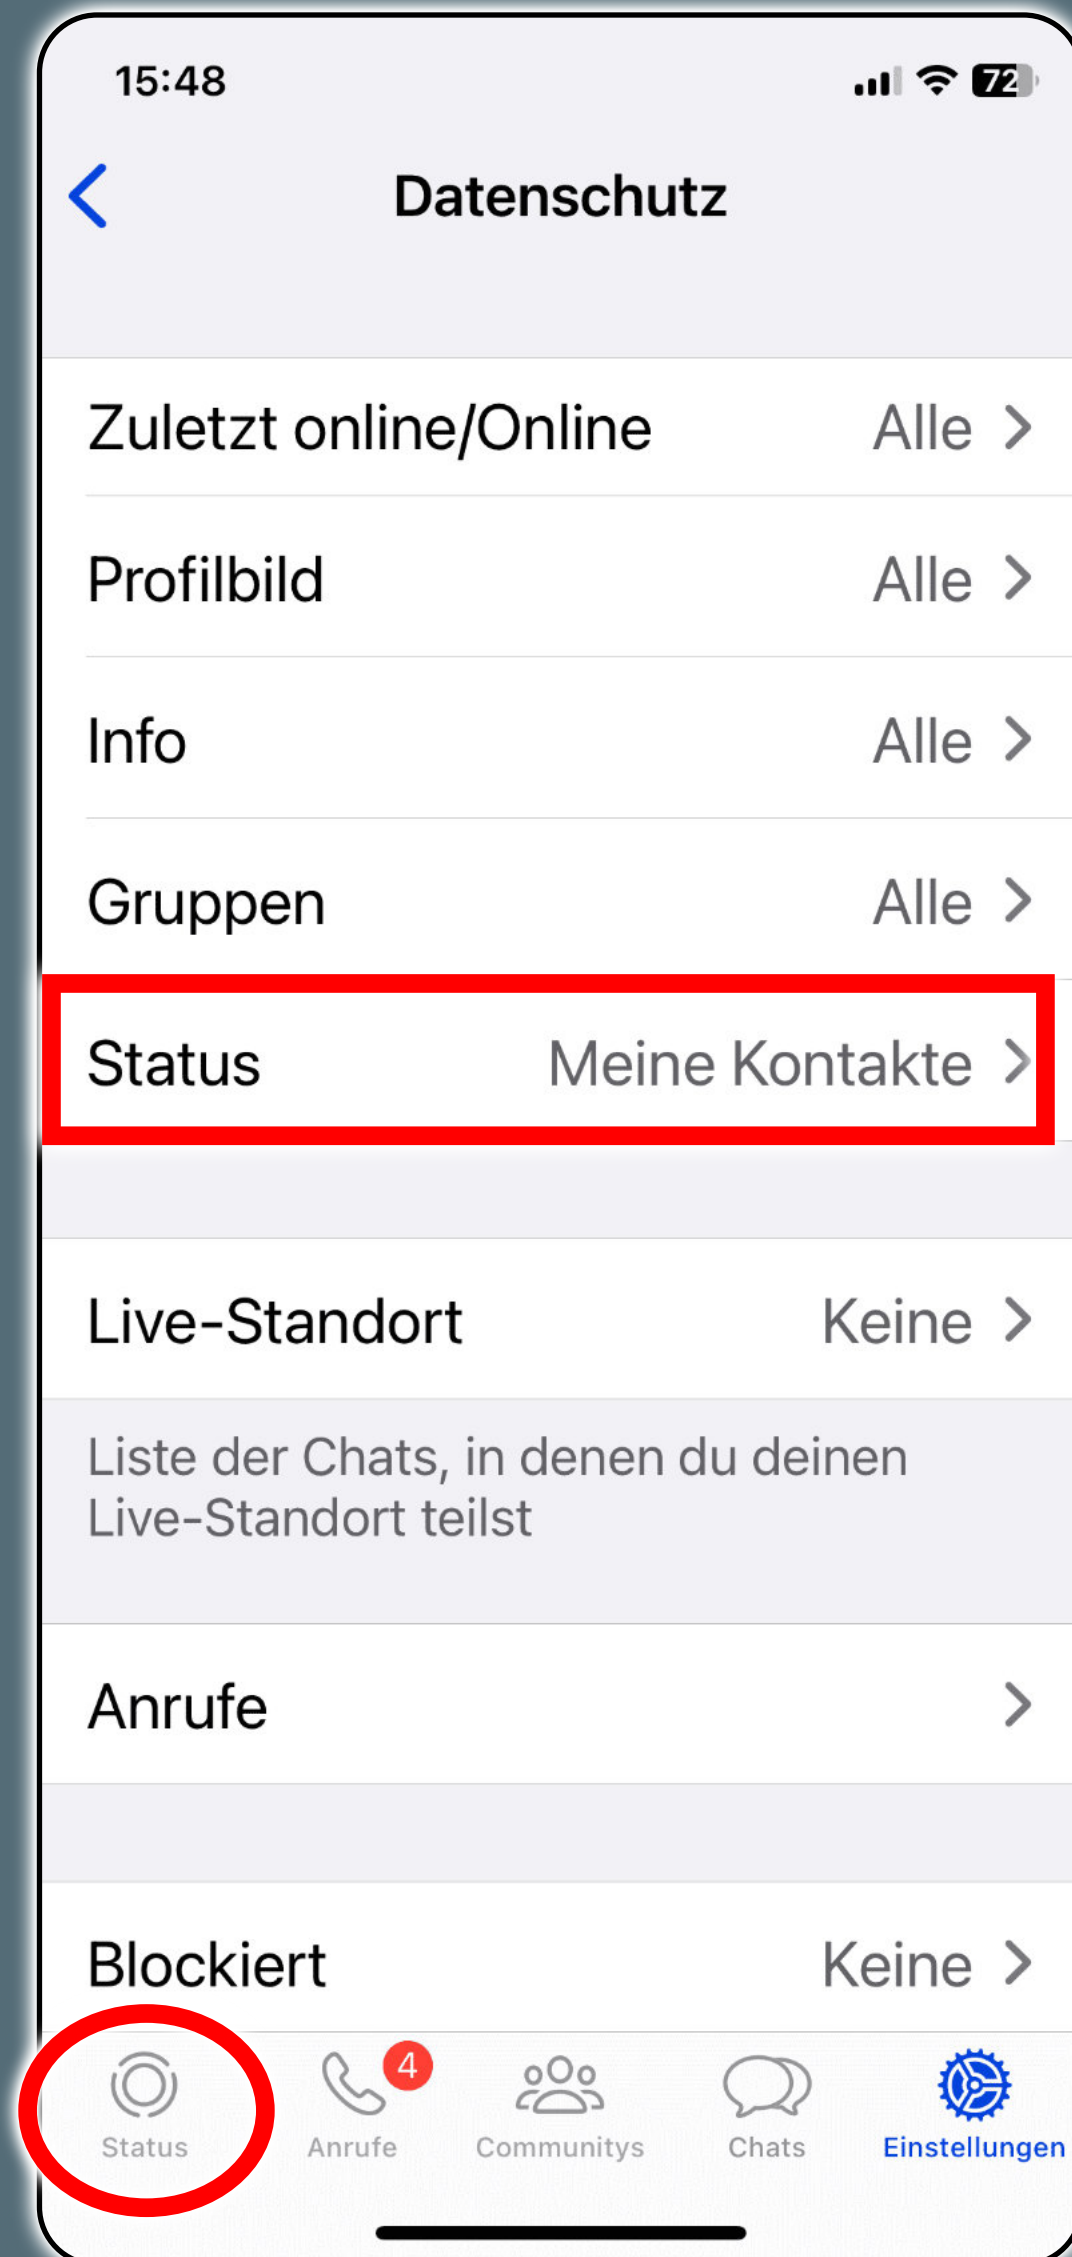 15:48
72
Datenschutz
Zuletzt online/Online Alle
Profilbild Alle
Info Alle
Gruppen Alle
Status Meine Kontakte
Live-Standort Keine
Liste der Chats, in denen du deinen
Live-Standort teilst
Anrufe
Blockiert Keine
4
Status Anrufe Communitys Chats Einstellungen